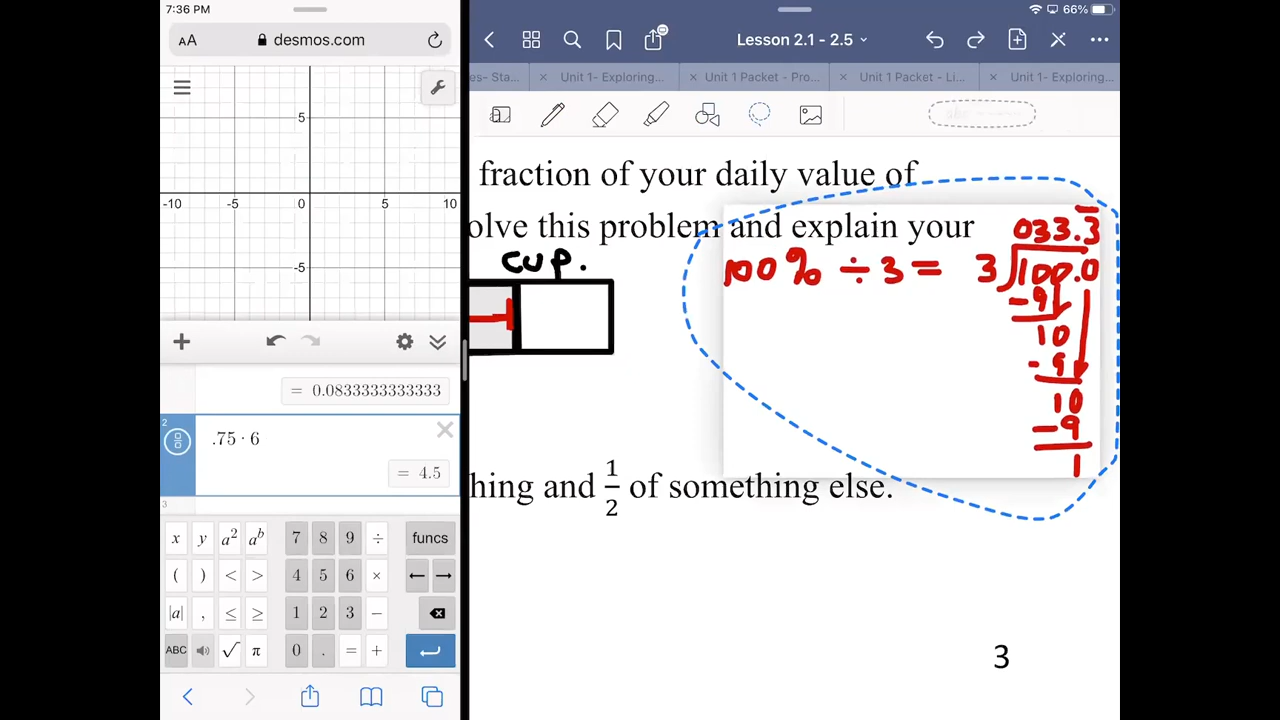 7:36 PM
66%
AA
desmos.com
Lesson 2.1 - 2.5
es- Sta...
Unit 1- Exploring...
Unit 1 Packet - Pro...
Unit 1 Packet - Li...
Unit 1- Exploring...
5
-10 -5 0 5 10
-5
= 0.0833333333333
2
.75 · 6
= 4.5
3
x y a² aᵇ 7 8 9 ÷ funcs
( ) < > 4 5 6 × ← →
|a| , ≤ ≥ 1 2 3 −
ABC √ π 0 . = +
fraction of your daily value of
olve this problem and explain your
cup.
033.3̅
100% ÷ 3 = 3)100.0
-9
10
-9
10
-9
1
hing and 1/2 of something else.
3